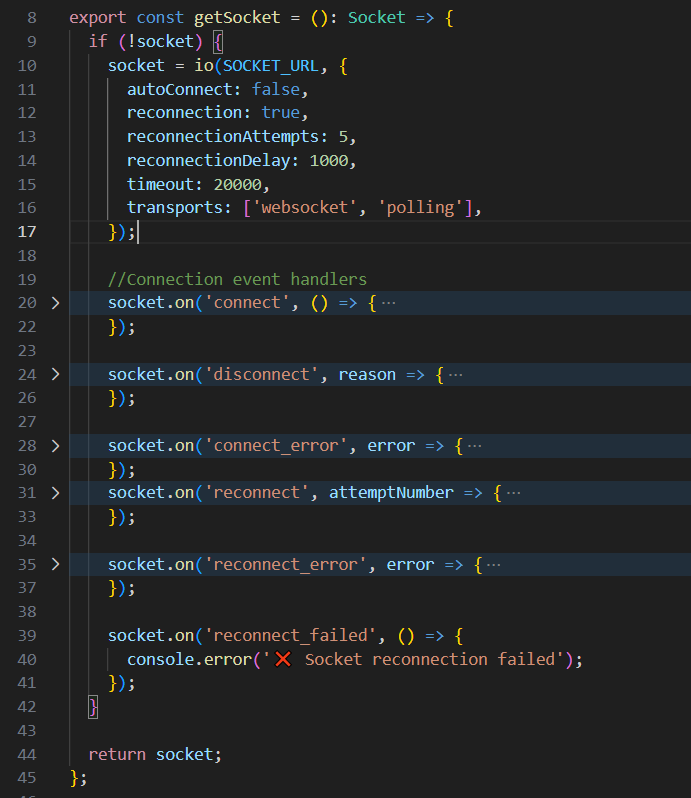 8 export const getSocket = (): Socket => {
9   if (!socket) {
10     socket = io(SOCKET_URL, {
11       autoConnect: false,
12       reconnection: true,
13       reconnectionAttempts: 5,
14       reconnectionDelay: 1000,
15       timeout: 20000,
16       transports: ['websocket', 'polling'],
17     });
18
19     //Connection event handlers
20     socket.on('connect', () => { ···
22     });
23
24     socket.on('disconnect', reason => { ···
26     });
27
28     socket.on('connect_error', error => { ···
30     });
31     socket.on('reconnect', attemptNumber => { ···
33     });
34
35     socket.on('reconnect_error', error => { ···
37     });
38
39     socket.on('reconnect_failed', () => {
40       console.error('❌ Socket reconnection failed');
41     });
42   }
43
44   return socket;
45 };